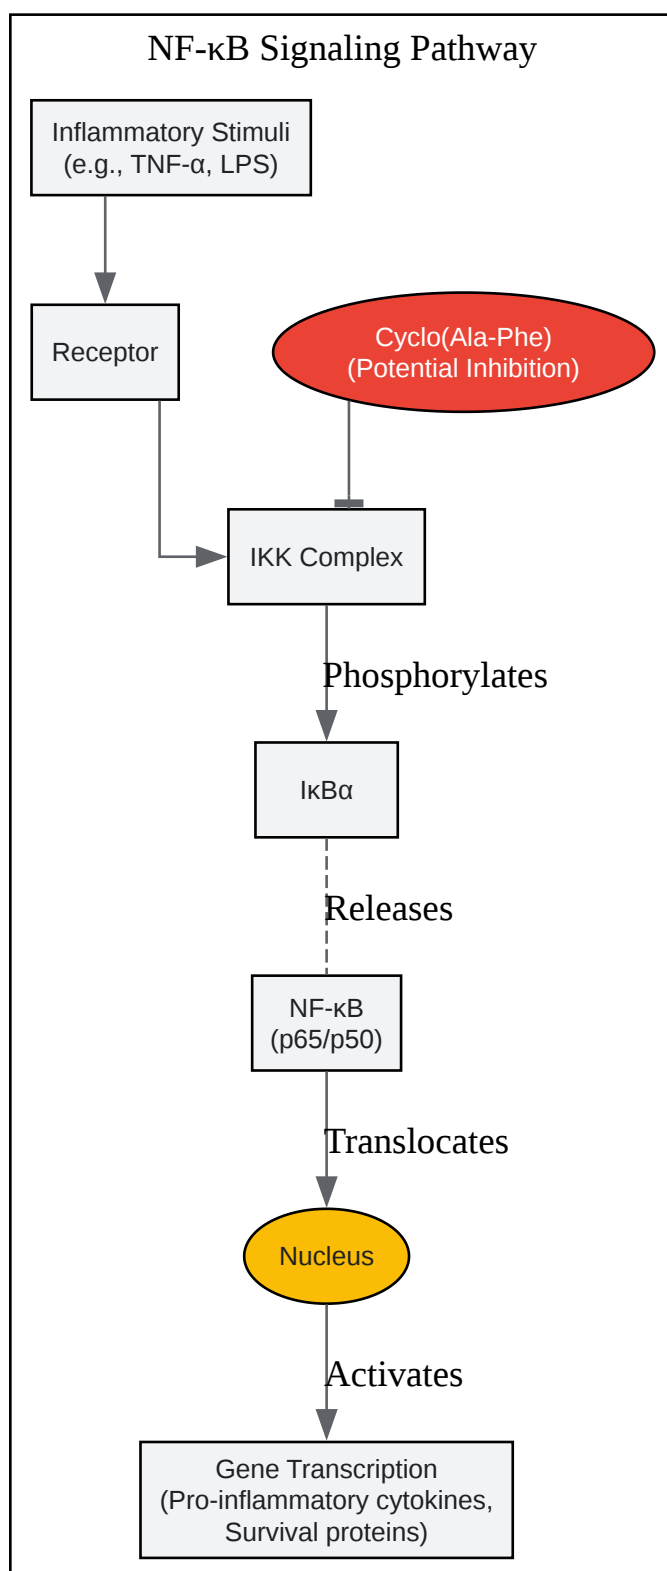 NF-κB Signaling Pathway
Inflammatory Stimuli
(e.g., TNF-α, LPS)
Receptor
Cyclo(Ala-Phe)
(Potential Inhibition)
IKK Complex
Phosphorylates
IκBα
Releases
NF-κB
(p65/p50)
Translocates
Nucleus
Activates
Gene Transcription
(Pro-inflammatory cytokines,
Survival proteins)